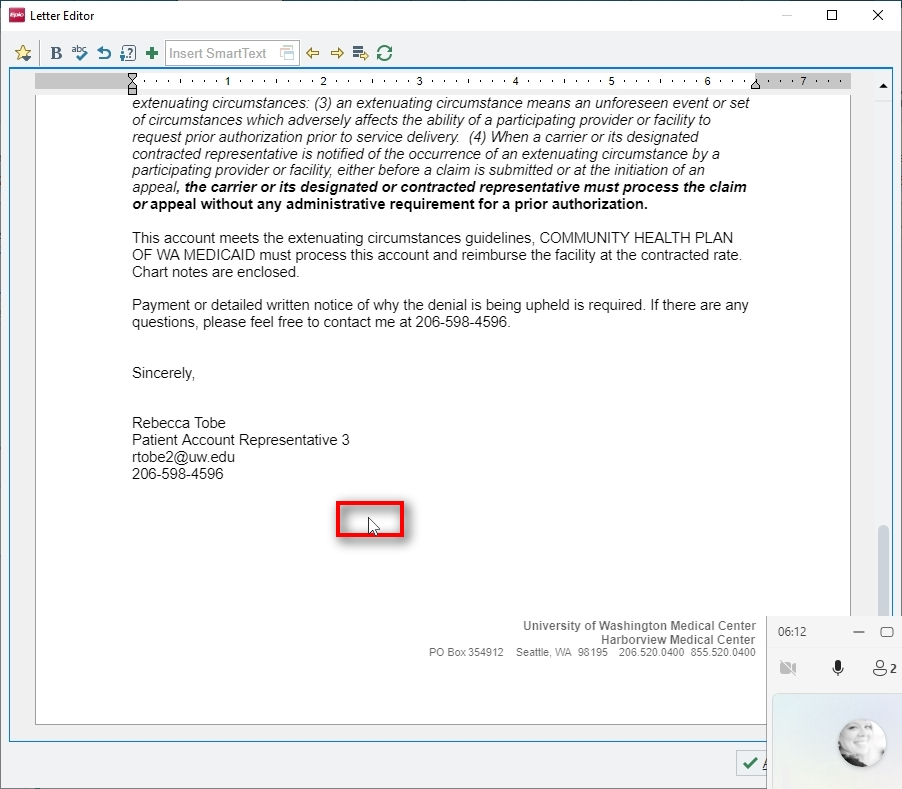 Epic Letter Editor
B abc Insert SmartText
1 2 3 4 5 6 7
extenuating circumstances: (3) an extenuating circumstance means an unforeseen event or set
of circumstances which adversely affects the ability of a participating provider or facility to
request prior authorization prior to service delivery.  (4) When a carrier or its designated
contracted representative is notified of the occurrence of an extenuating circumstance by a
participating provider or facility, either before a claim is submitted or at the initiation of an
appeal, the carrier or its designated or contracted representative must process the claim
or appeal without any administrative requirement for a prior authorization.
This account meets the extenuating circumstances guidelines, COMMUNITY HEALTH PLAN
OF WA MEDICAID must process this account and reimburse the facility at the contracted rate.
Chart notes are enclosed.
Payment or detailed written notice of why the denial is being upheld is required. If there are any
questions, please feel free to contact me at 206-598-4596.
Sincerely,
Rebecca Tobe
Patient Account Representative 3
rtobe2@uw.edu
206-598-4596
University of Washington Medical Center
Harborview Medical Center
PO Box 354912 Seattle, WA 98195 206.520.0400 855.520.0400
06:12
2